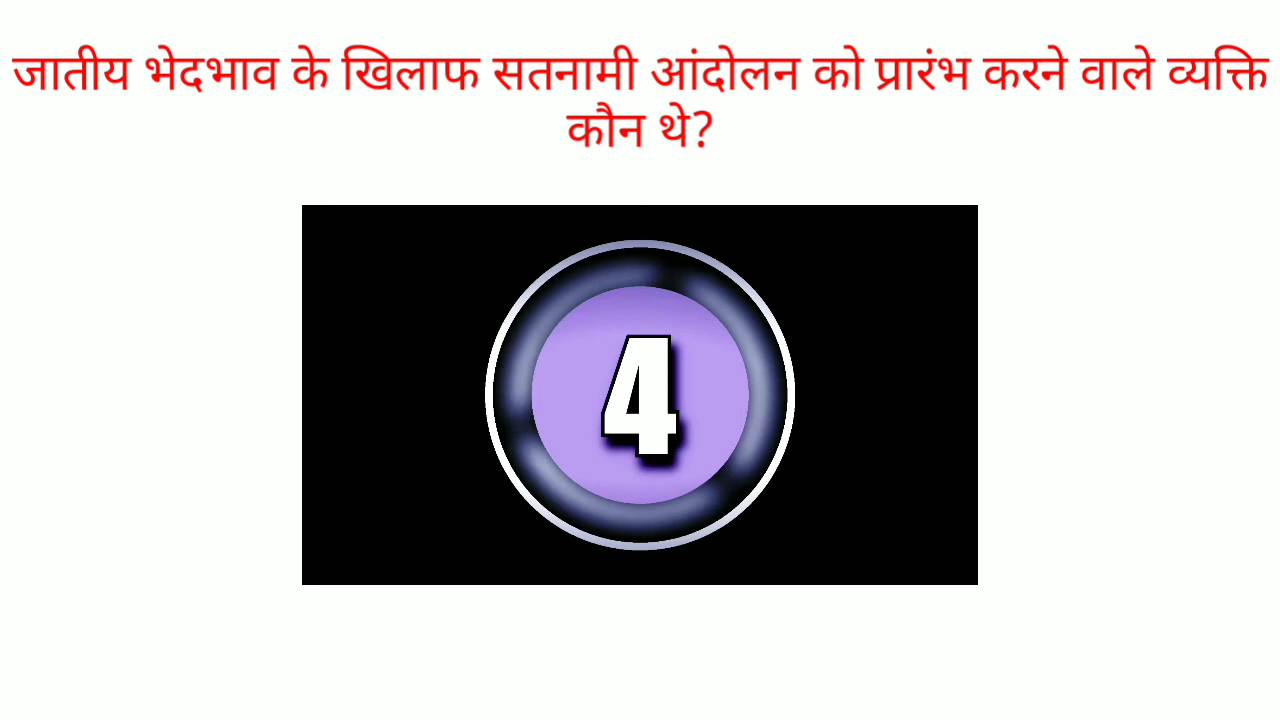 जातीय भेदभाव के खिलाफ सतनामी आंदोलन को प्रारंभ करने वाले व्यक्ति
कौन थे?
4